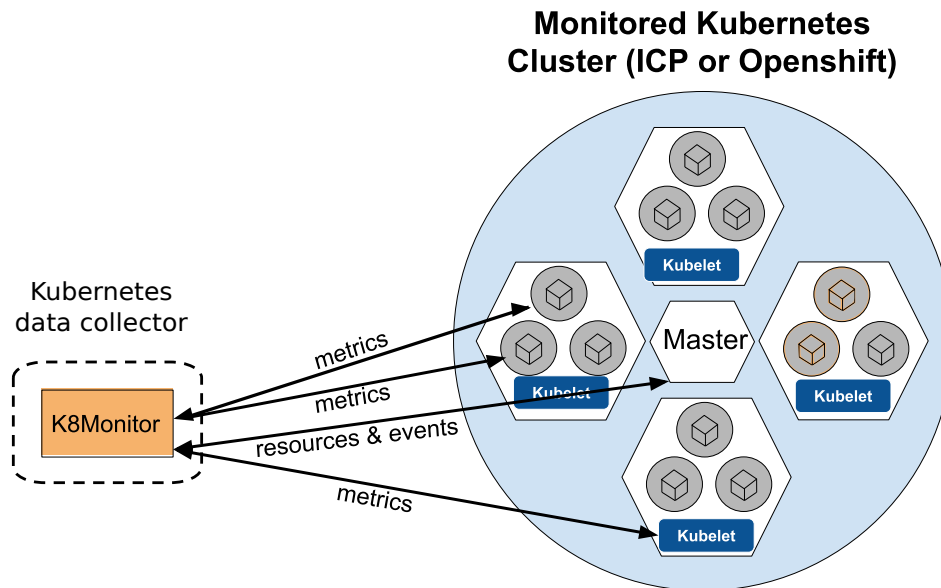 Monitored Kubernetes
Cluster (ICP or Openshift)
Kubelet
Kubernetes
data collector
K8Monitor
metrics
metrics
resources & events
metrics
Kubelet
Master
Kubelet
Kubelet